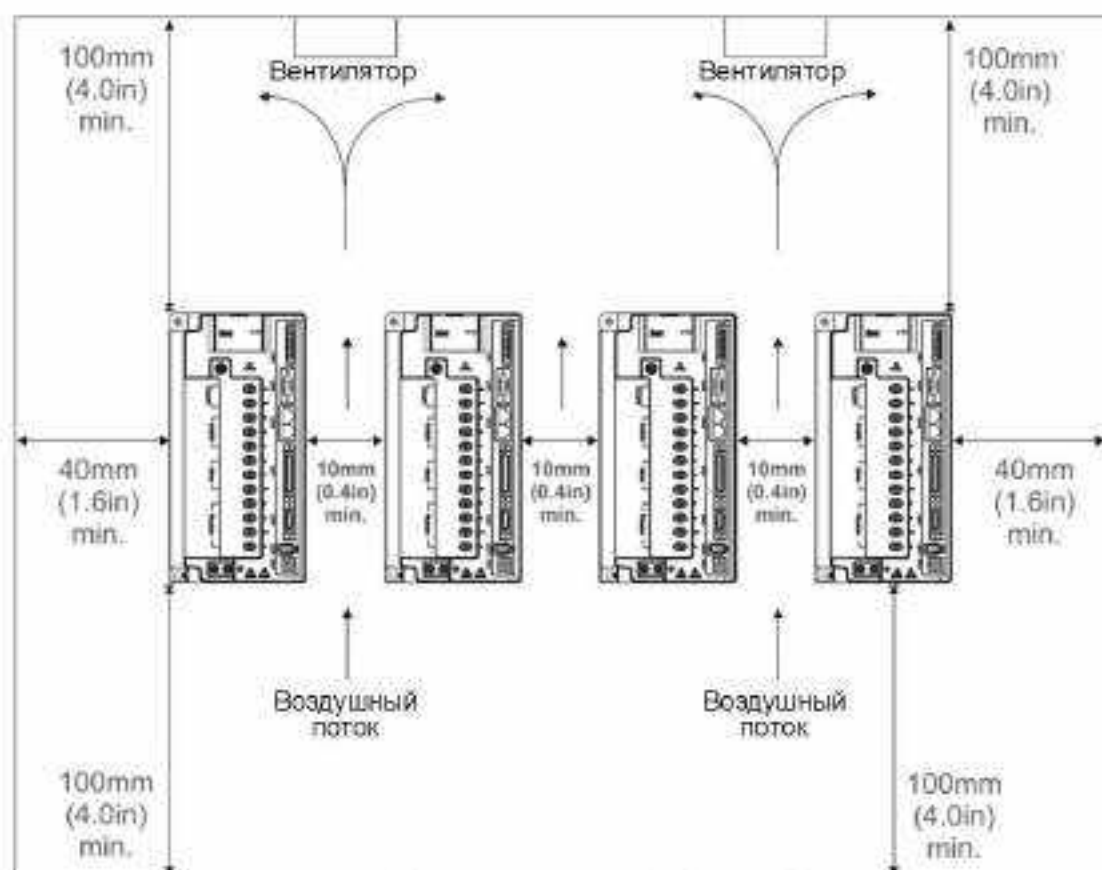 100mm
(4.0in)
min.
Вентилятор
Вентилятор
100mm
(4.0in)
min.
40mm
(1.6in)
min.
10mm
(0.4in)
min.
10mm
(0.4in)
min.
10mm
(0.4in)
min.
40mm
(1.6in)
min.
Воздушный
поток
Воздушный
поток
100mm
(4.0in)
min.
100mm
(4.0in)
min.